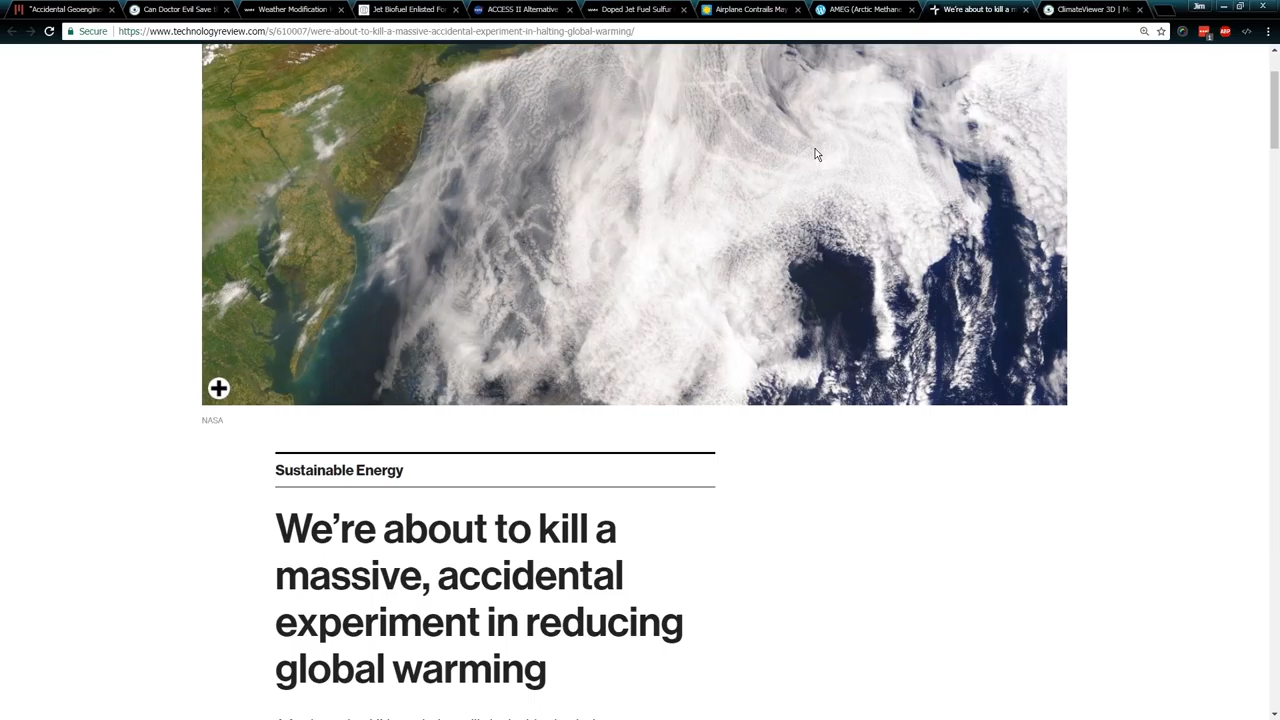 "Accidental Geoengine
Can Doctor Evil Save t
Weather Modification
Jet Biofuel Enlisted For
ACCESS II Alternative
Doped Jet Fuel Sulfur
Airplane Contrails May
AMEG (Arctic Methane
We're about to kill a m
ClimateViewer 3D | M
Jim
Secure https://www.technologyreview.com/s/610007/were-about-to-kill-a-massive-accidental-experiment-in-halting-global-warming/
NASA
Sustainable Energy
We're about to kill a
massive, accidental
experiment in reducing
global warming